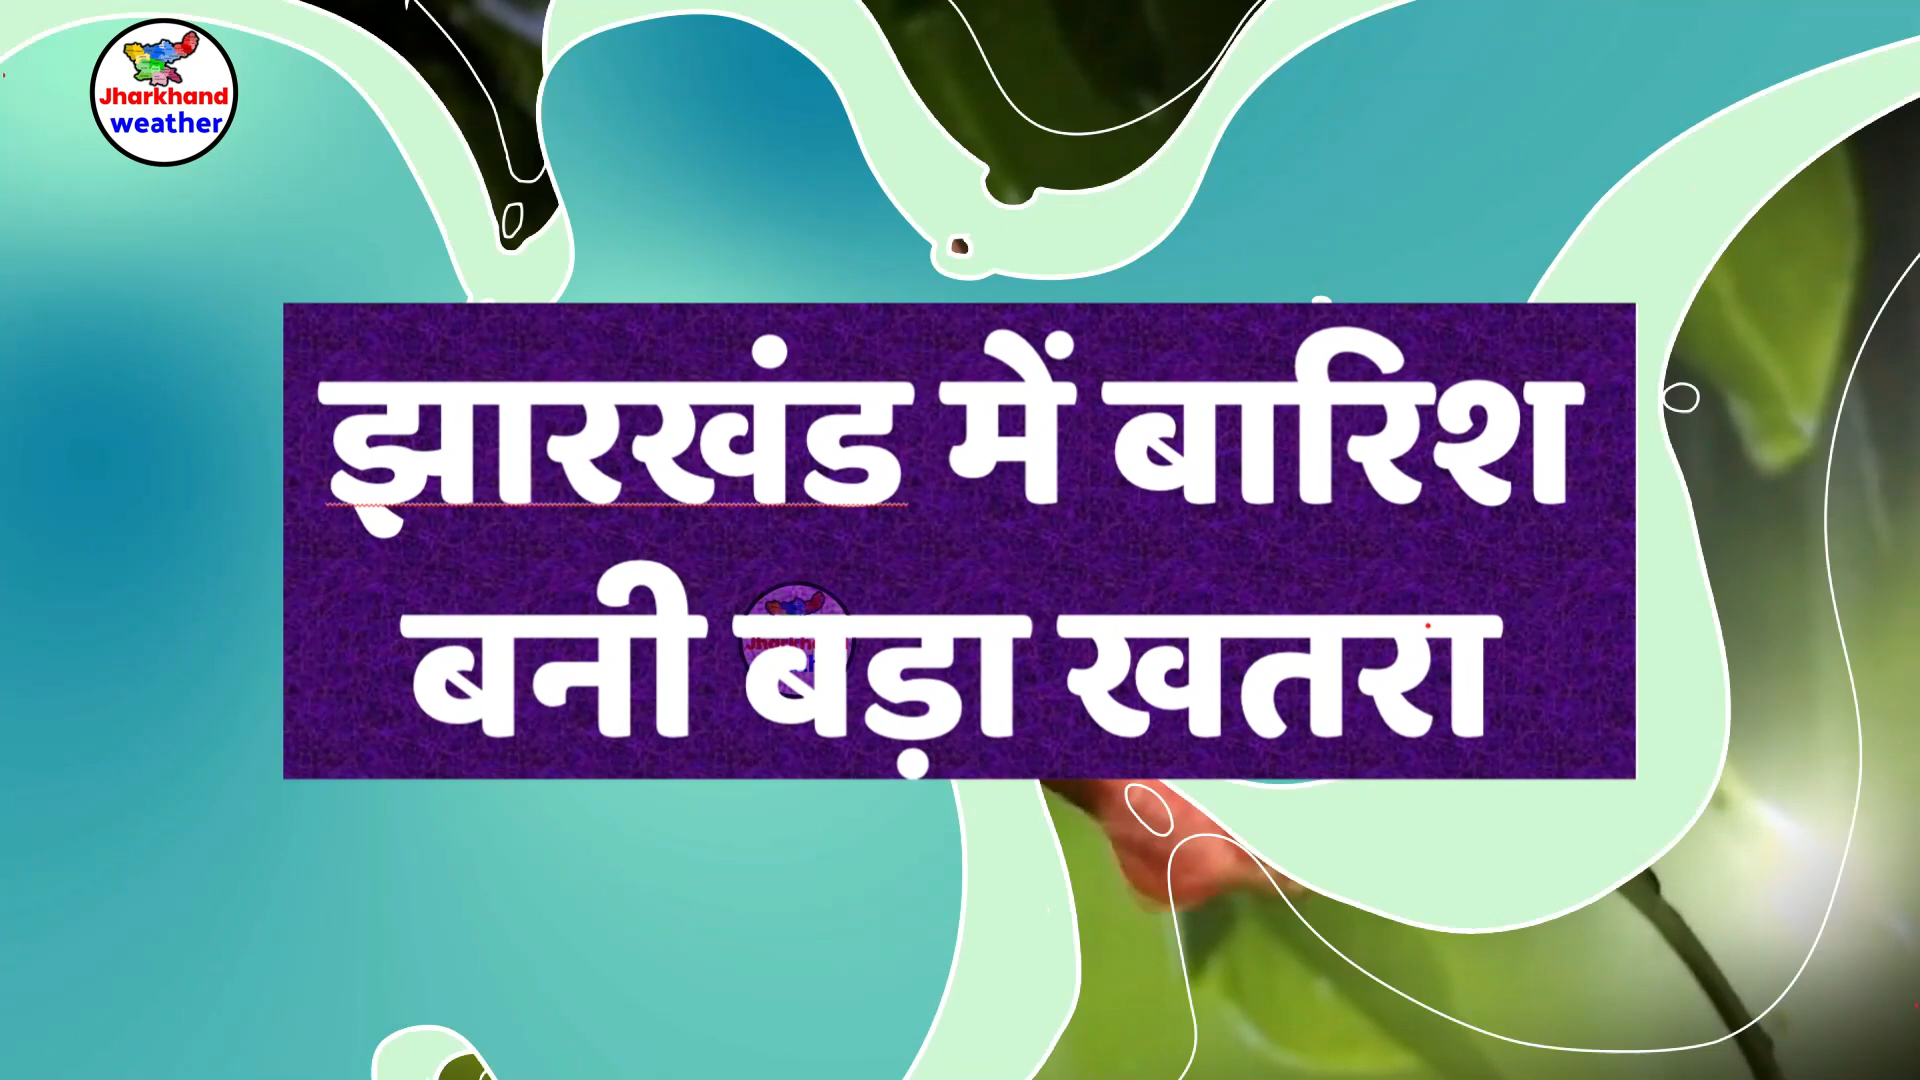 Jharkhand
weather
झारखंड में बारिश
बनी बड़ा खतरा